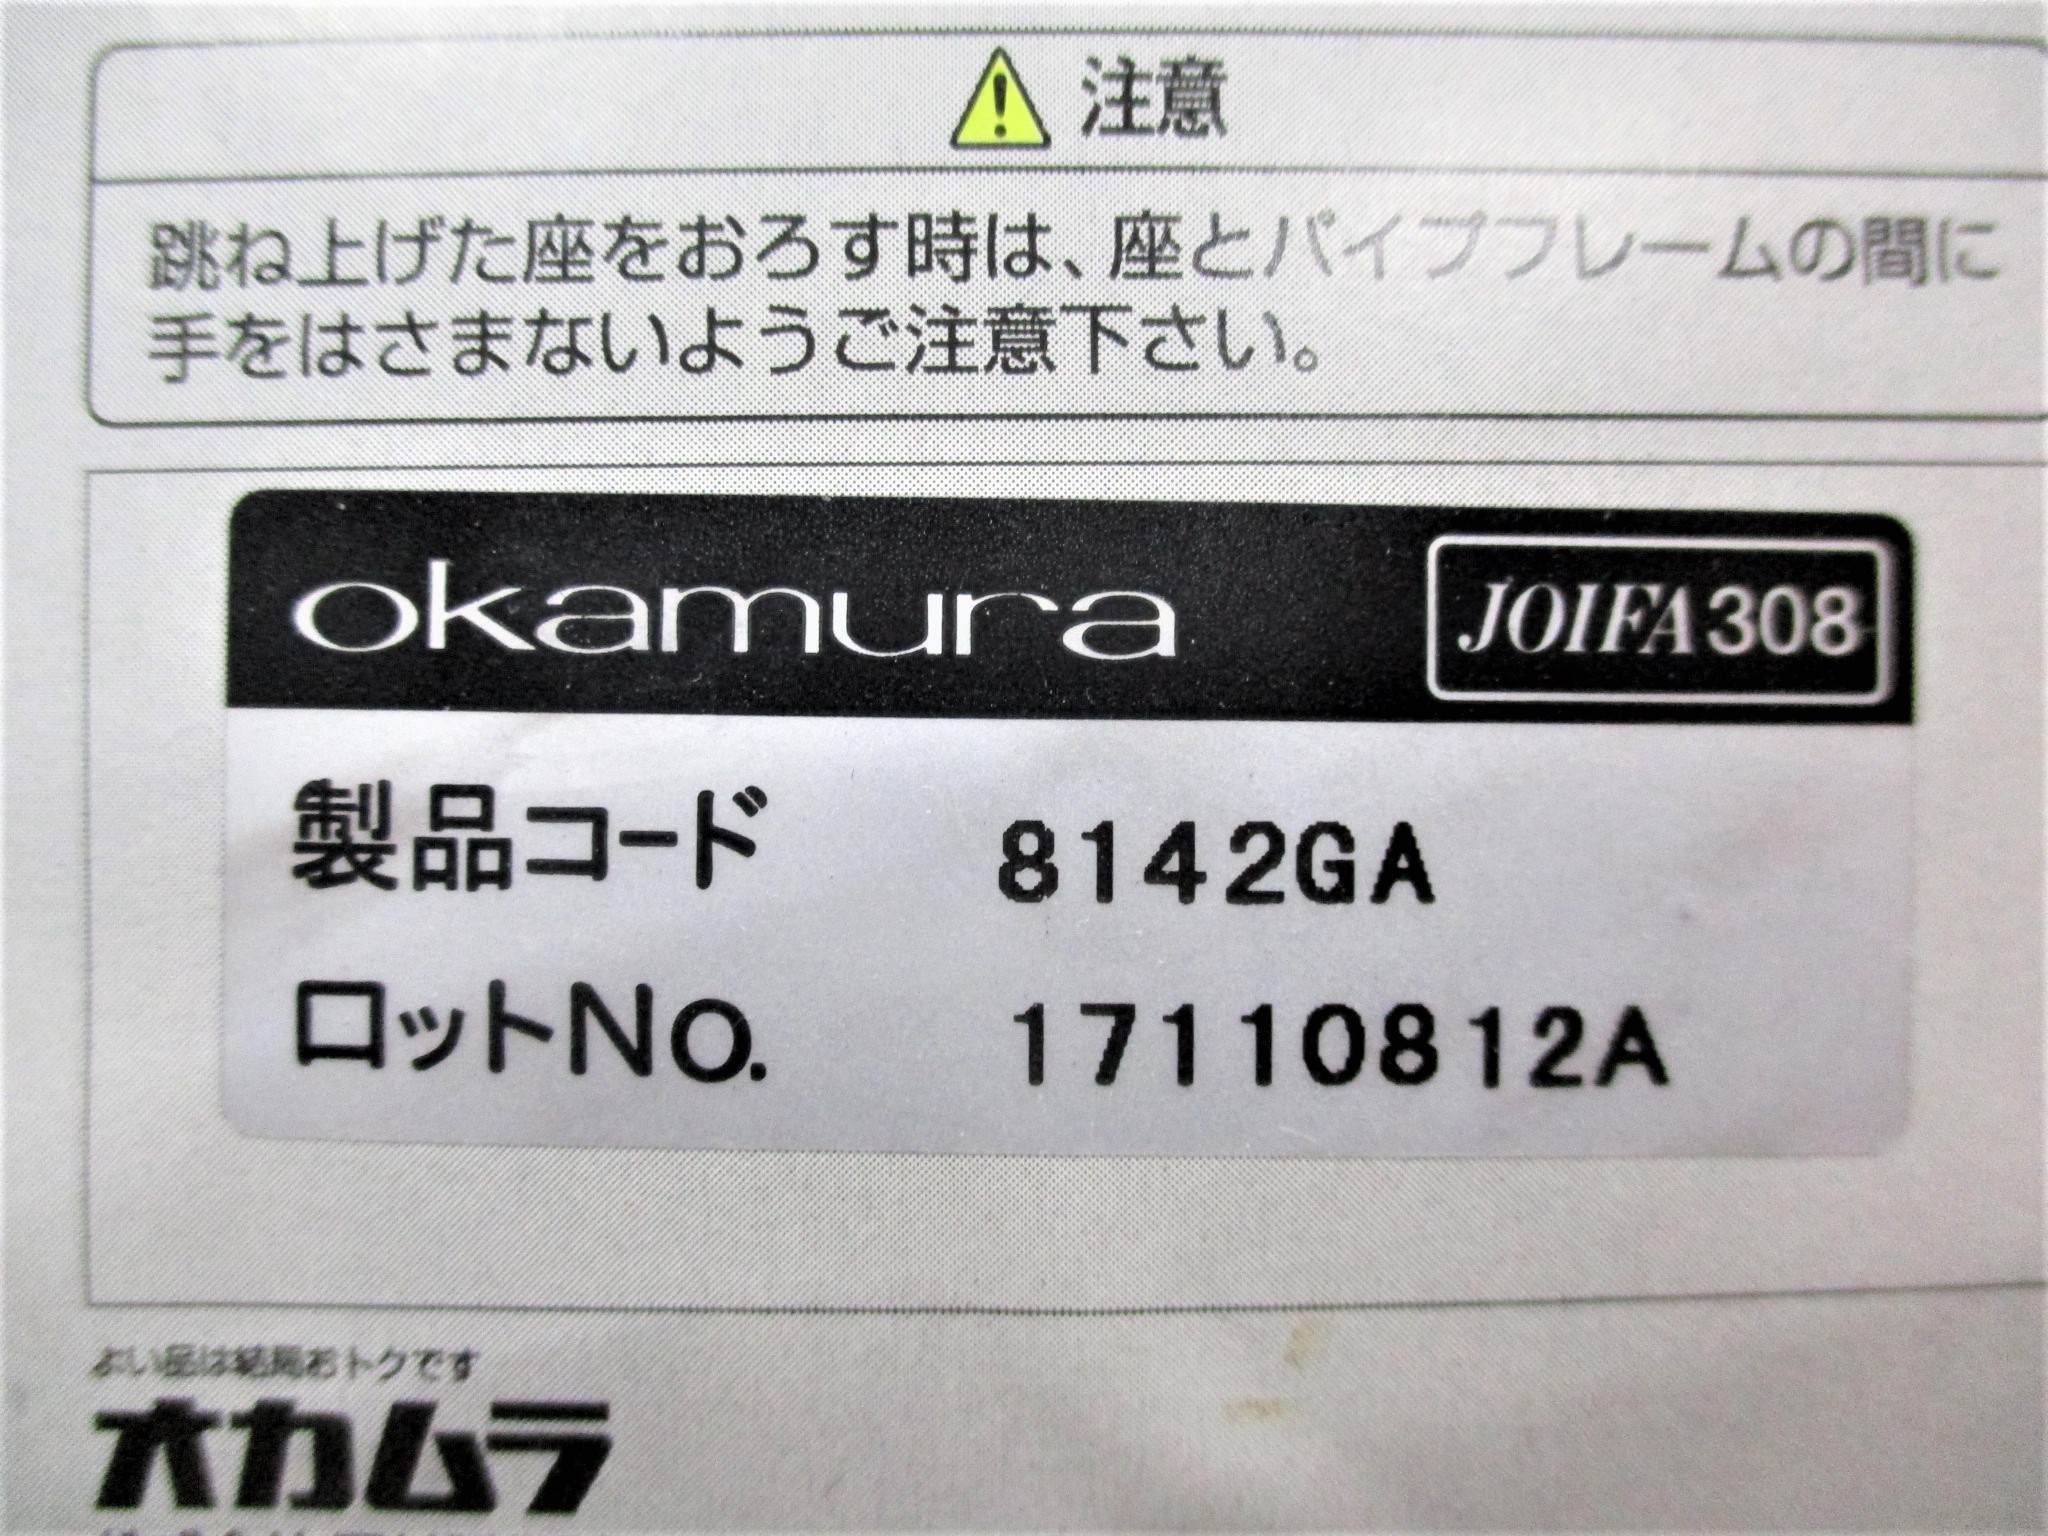 注意
跳ね上げた座をおろす時は、座とパイプフレームの間に
手をはさまないようご注意下さい。
okamura
JOIFA308
製品コード 8142GA
ロットNo. 17110812A
よい品は結局おトクです
オカムラ